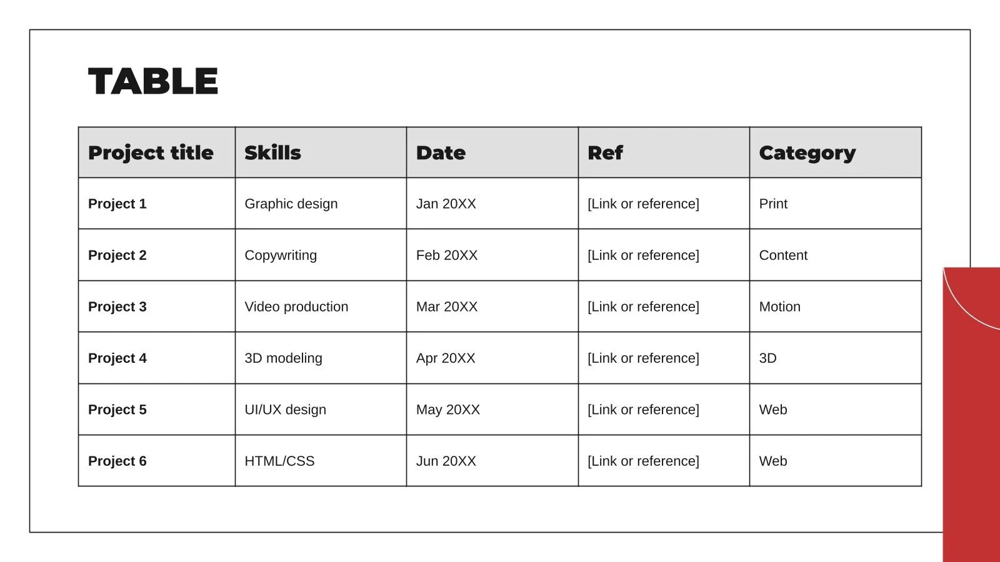 TABLE
Project title Skills Date Ref Category
Project 1 Graphic design Jan 20XX [Link or reference] Print
Project 2 Copywriting Feb 20XX [Link or reference] Content
Project 3 Video production Mar 20XX [Link or reference] Motion
Project 4 3D modeling Apr 20XX [Link or reference] 3D
Project 5 UI/UX design May 20XX [Link or reference] Web
Project 6 HTML/CSS Jun 20XX [Link or reference] Web